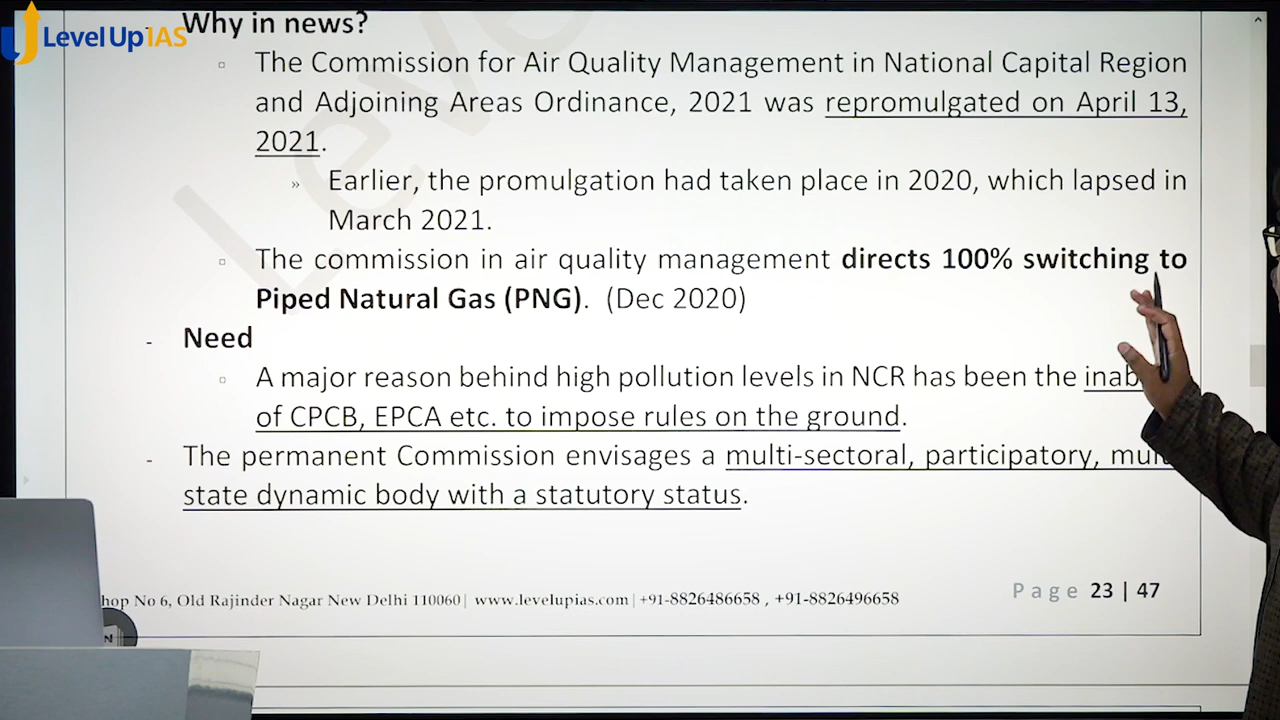 Why in news?
LevelUp IAS
▫ The Commission for Air Quality Management in National Capital Region
and Adjoining Areas Ordinance, 2021 was repromulgated on April 13,
2021.
» Earlier, the promulgation had taken place in 2020, which lapsed in
March 2021.
▫ The commission in air quality management directs 100% switching to
Piped Natural Gas (PNG). (Dec 2020)
- Need
▫ A major reason behind high pollution levels in NCR has been the
of CPCB, EPCA etc. to impose rules on the ground.
- The permanent Commission envisages a multi-sectoral, participatory,
state dynamic body with a statutory status.
No 6, Old Rajinder Nagar New Delhi 110060| www.levelupias.com | +91-8826486658 , +91-8826496658
Page 23 | 47